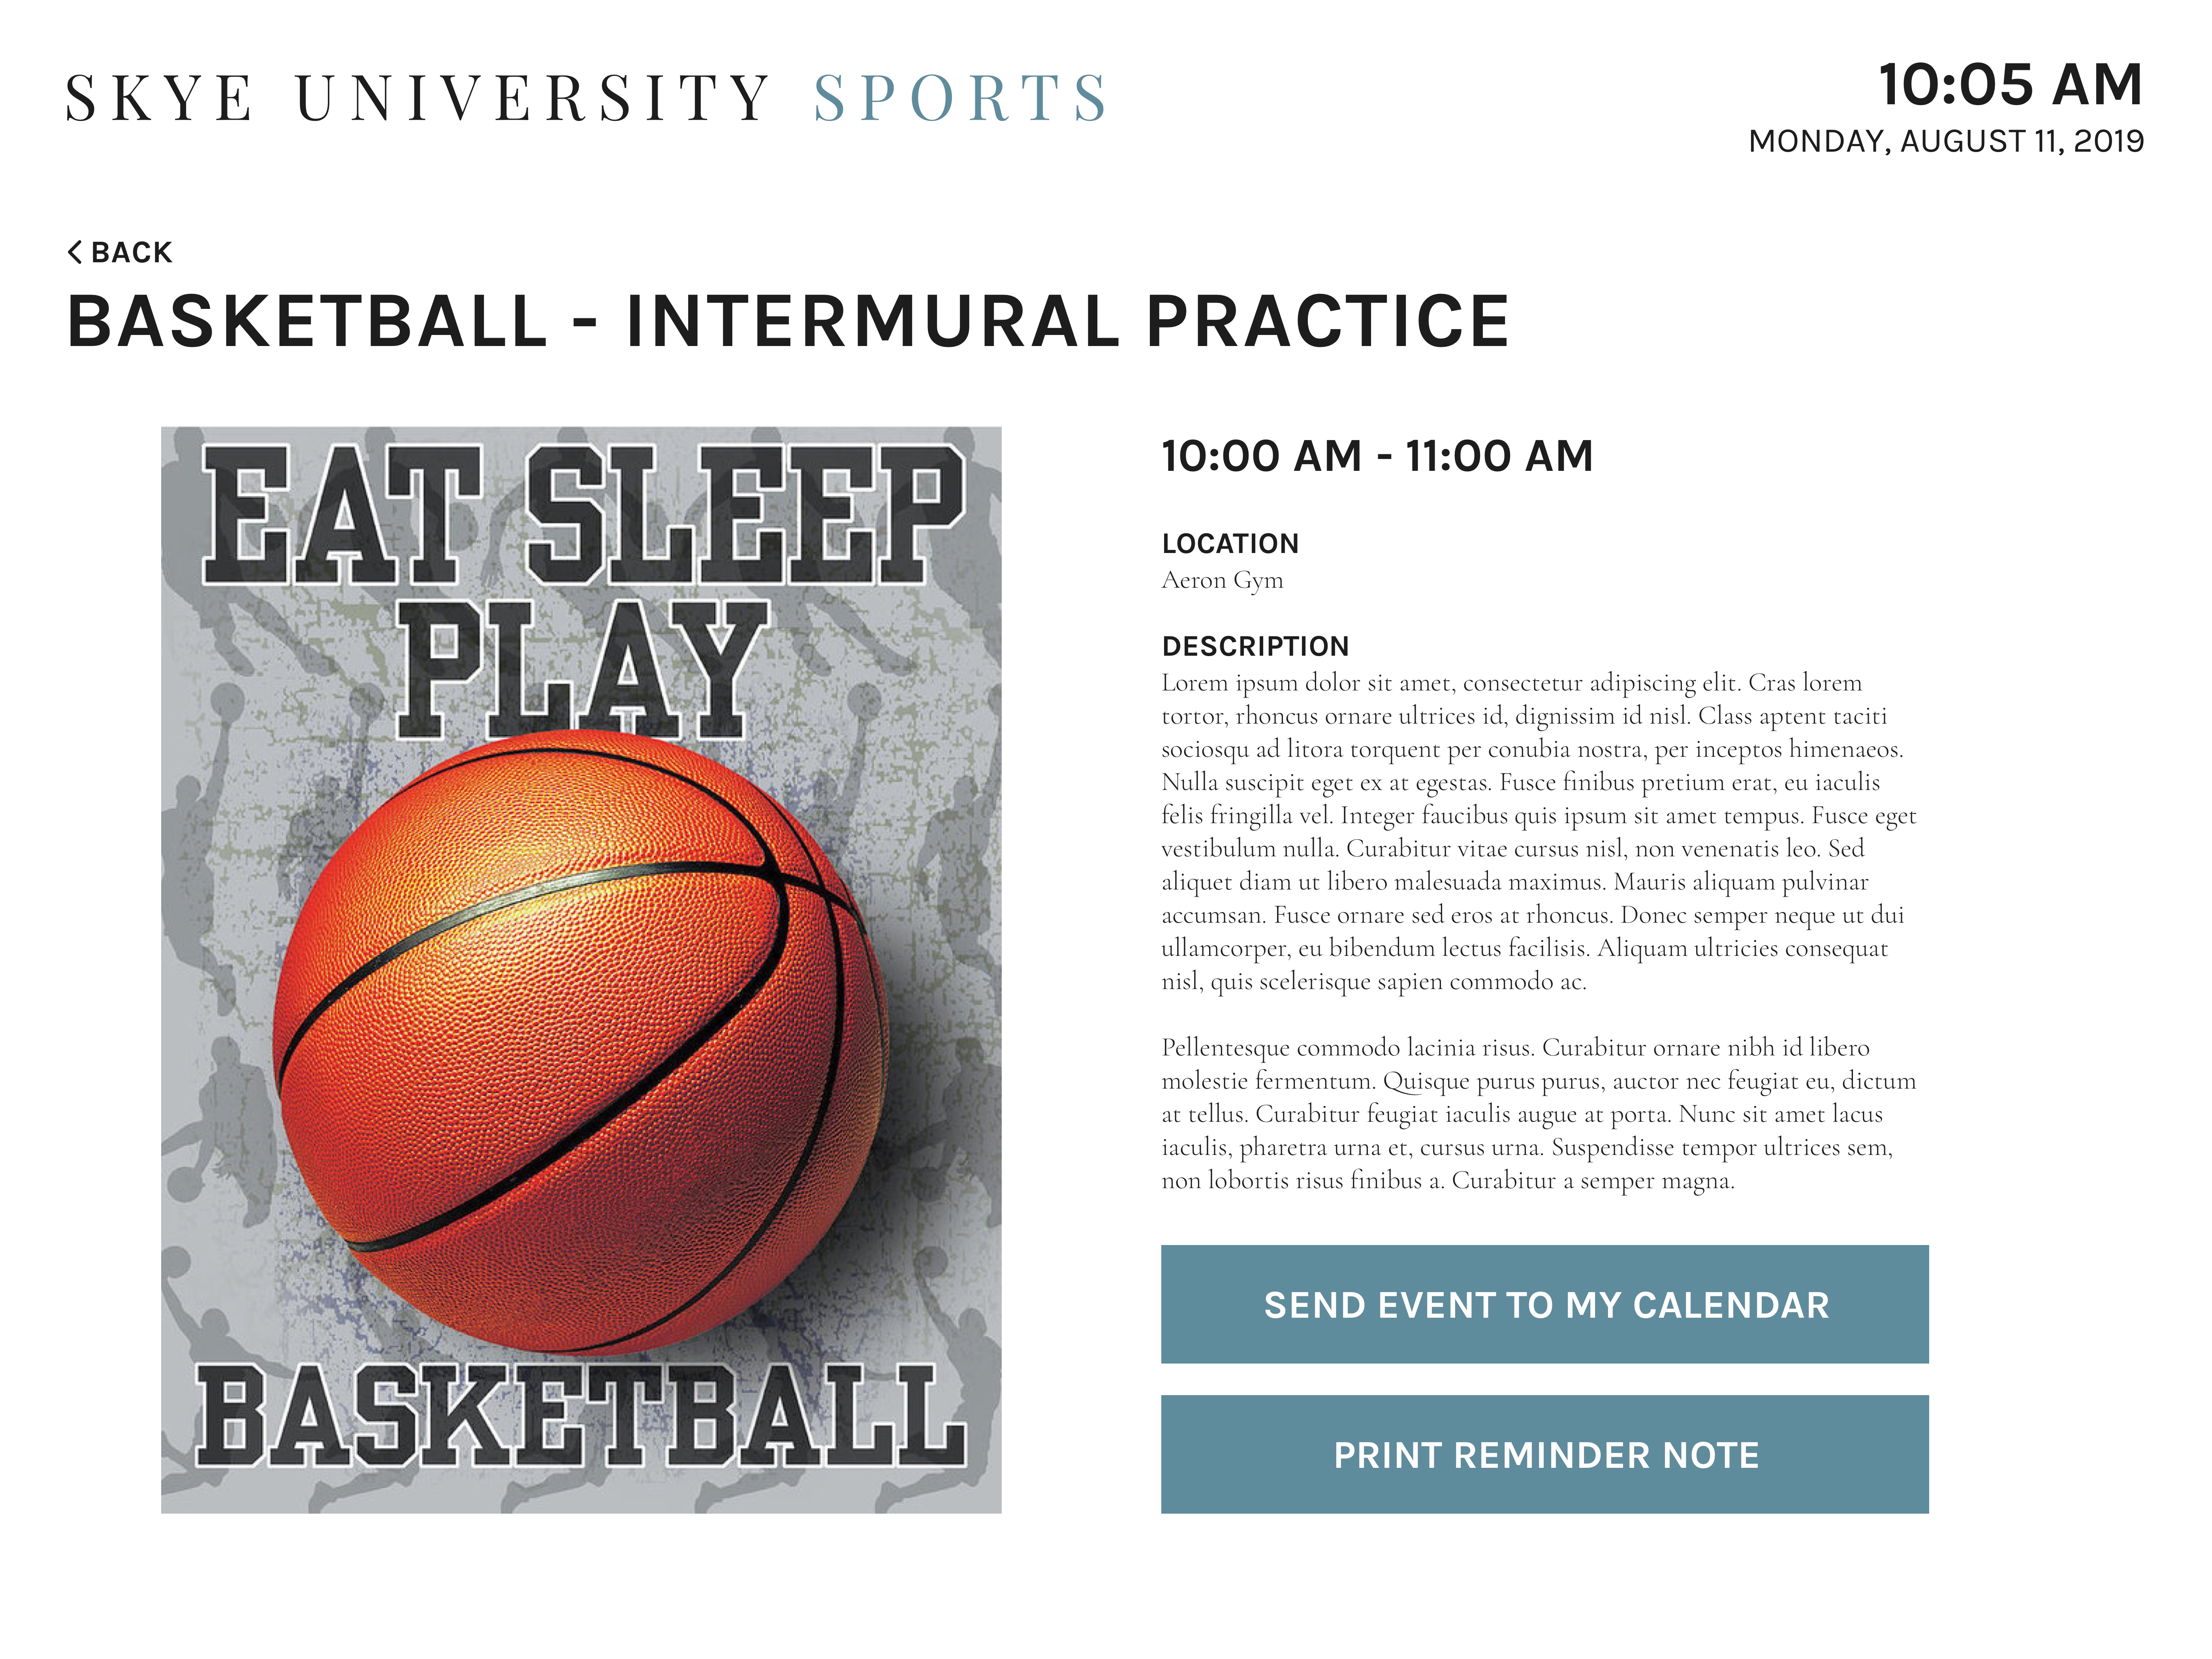 SKYE UNIVERSITY SPORTS
10:05 AM
MONDAY, AUGUST 11, 2019
BACK
BASKETBALL - INTERMURAL PRACTICE
EAT SLEEP
PLAY
BASKETBALL
10:00 AM - 11:00 AM
LOCATION
Aeron Gym
DESCRIPTION
Lorem ipsum dolor sit amet, consectetur adipiscing elit. Cras lorem
tortor, rhoncus ornare ultrices id, dignissim id nisl. Class aptent taciti
sociosqu ad litora torquent per conubia nostra, per inceptos himenaeos.
Nulla suscipit eget ex at egestas. Fusce finibus pretium erat, eu iaculis
felis fringilla vel. Integer faucibus quis ipsum sit amet tempus. Fusce eget
vestibulum nulla. Curabitur vitae cursus nisl, non venenatis leo. Sed
aliquet diam ut libero malesuada maximus. Mauris aliquam pulvinar
accumsan. Fusce ornare sed eros at rhoncus. Donec semper neque ut dui
ullamcorper, eu bibendum lectus facilisis. Aliquam ultricies consequat
nisl, quis scelerisque sapien commodo ac.
Pellentesque commodo lacinia risus. Curabitur ornare nibh id libero
molestie fermentum. Quisque purus purus, auctor nec feugiat eu, dictum
at tellus. Curabitur feugiat iaculis augue at porta. Nunc sit amet lacus
iaculis, pharetra urna et, cursus urna. Suspendisse tempor ultrices sem,
non lobortis risus finibus a. Curabitur a semper magna.
SEND EVENT TO MY CALENDAR
PRINT REMINDER NOTE